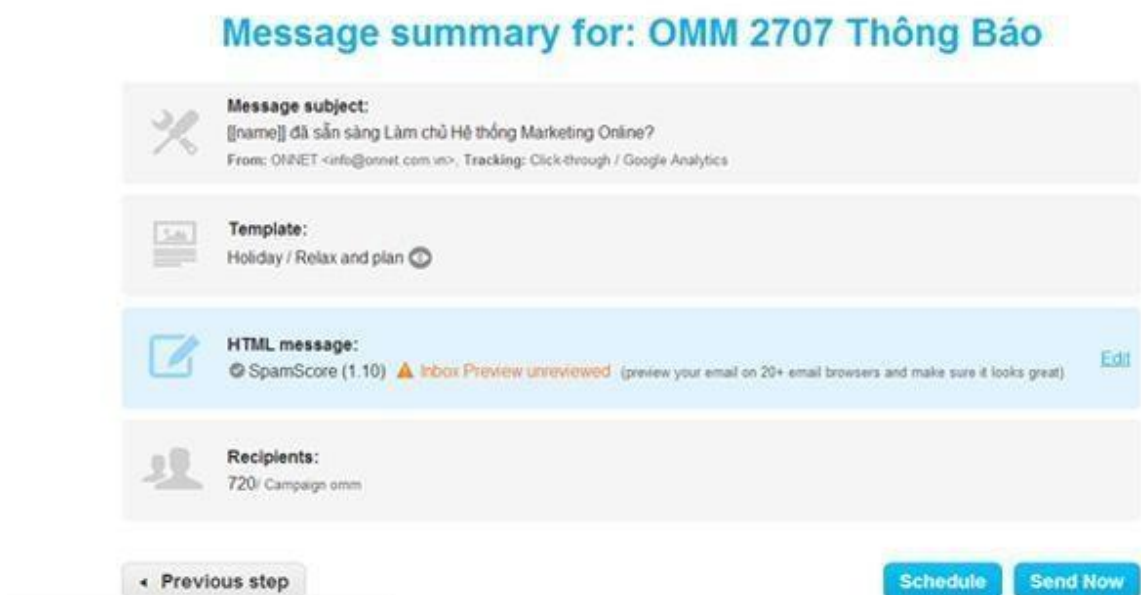 Message summary for: OMM 2707 Thông Báo
Message subject:
[[name]] đã sẵn sàng Làm chủ Hệ thống Marketing Online?
From: ONNET <info@onnet.com.vn>, Tracking: Click-through / Google Analytics
Template:
Holiday / Relax and plan
HTML message:
SpamScore (1.10) Inbox Preview unreviewed (preview your email on 20+ email browsers and make sure it looks great)
Edit
Recipients:
720/ Campaign omm
Previous step
Schedule
Send Now